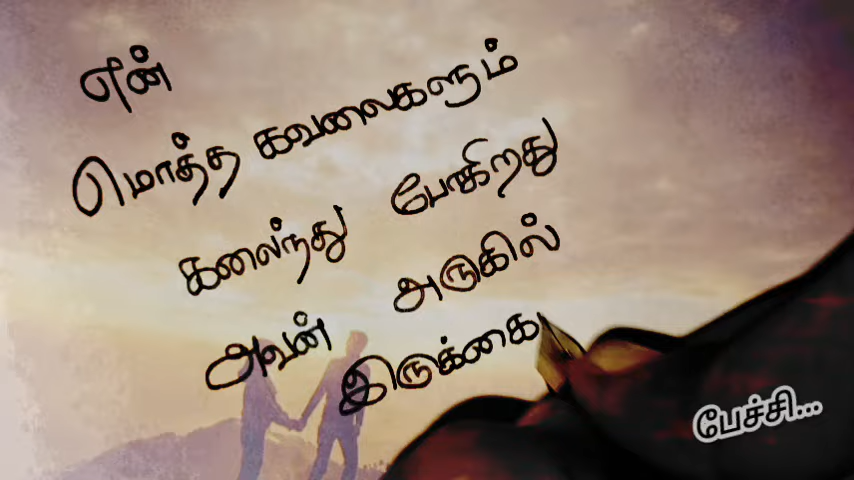 என்
மொத்த கவலைகளும்
கலைந்து போகிறது
அவன் அருகில்
இருக்கை
பேச்சி...